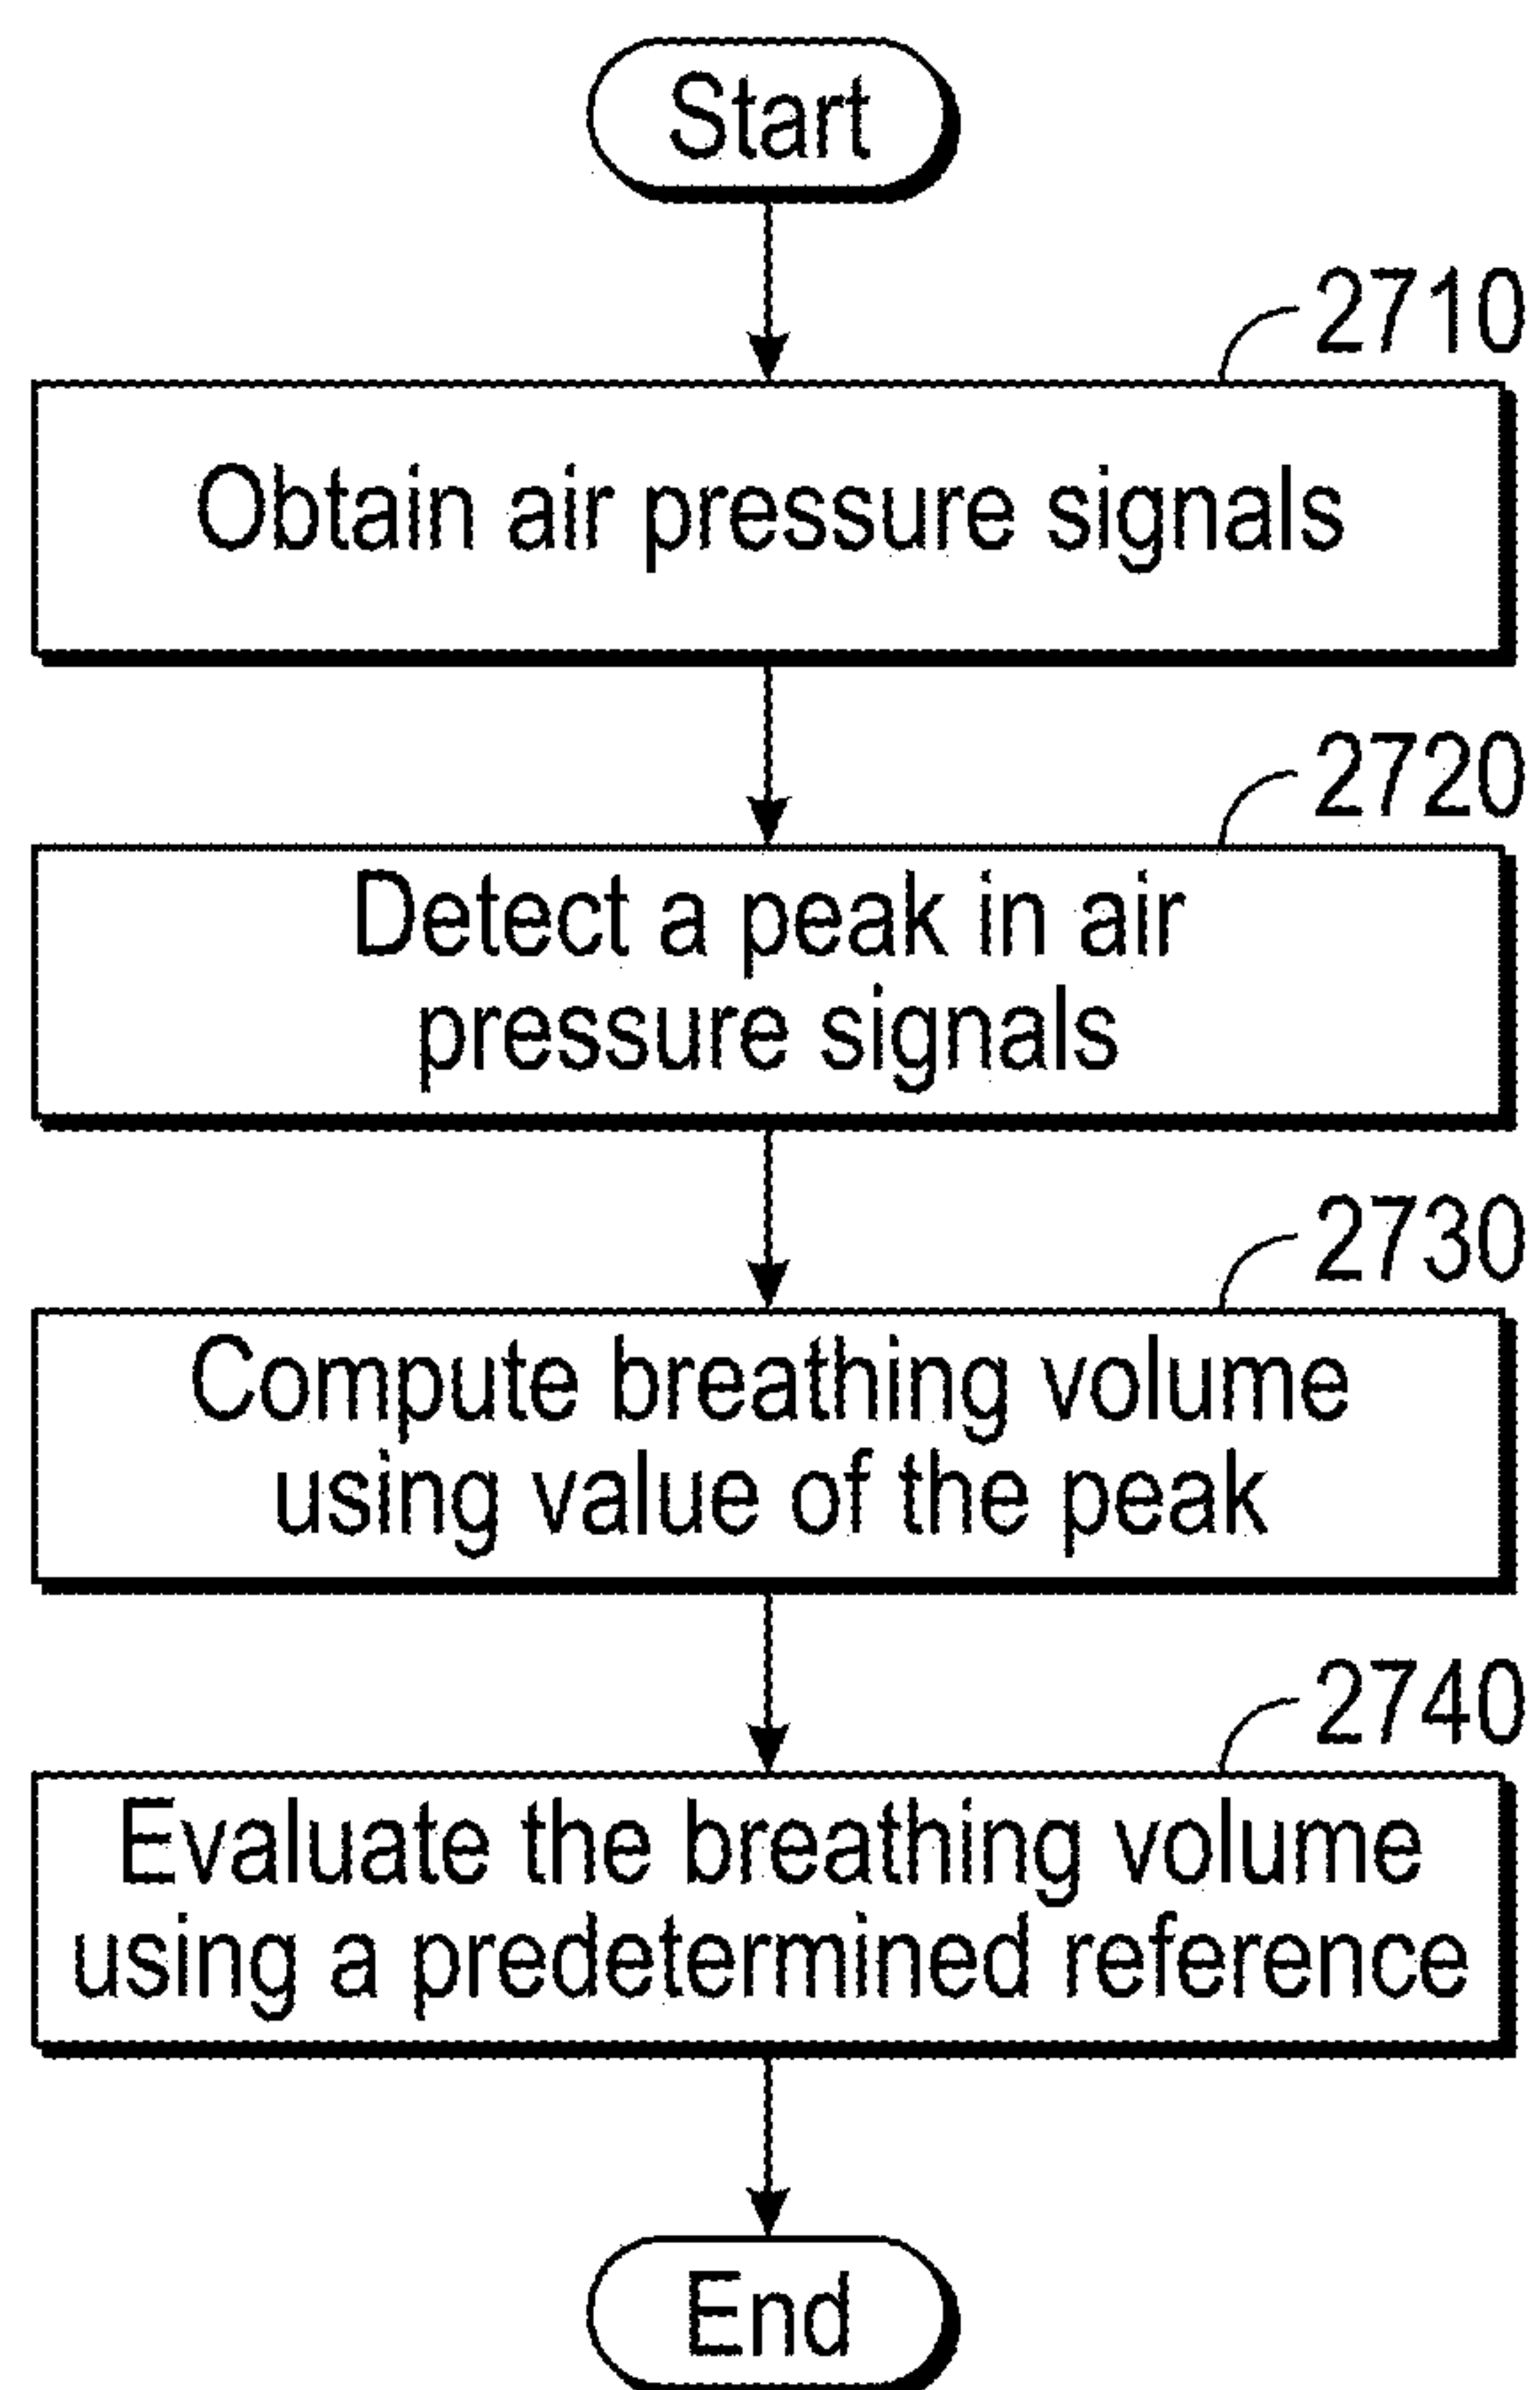 Start
2710
Obtain air pressure signals
2720
Detect a peak in air
pressure signals
2730
Compute breathing volume
using value of the peak
2740
Evaluate the breathing volume
using a predetermined reference
End